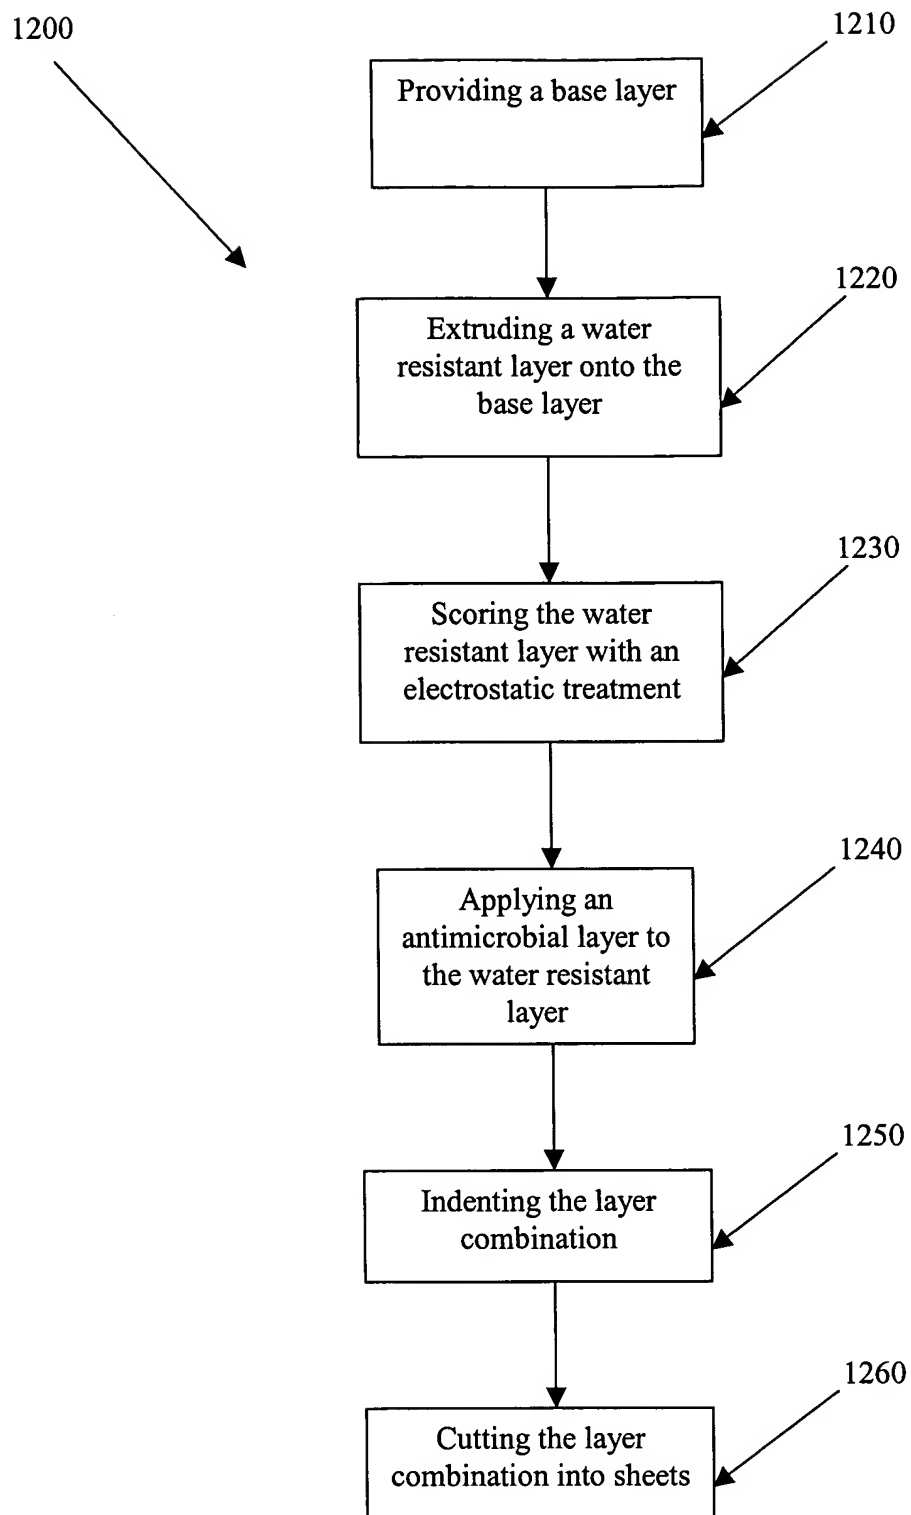 1200
1210
Providing a base layer
1220
Extruding a water
resistant layer onto the
base layer
1230
Scoring the water
resistant layer with an
electrostatic treatment
1240
Applying an
antimicrobial layer to
the water resistant
layer
1250
Indenting the layer
combination
1260
Cutting the layer
combination into sheets